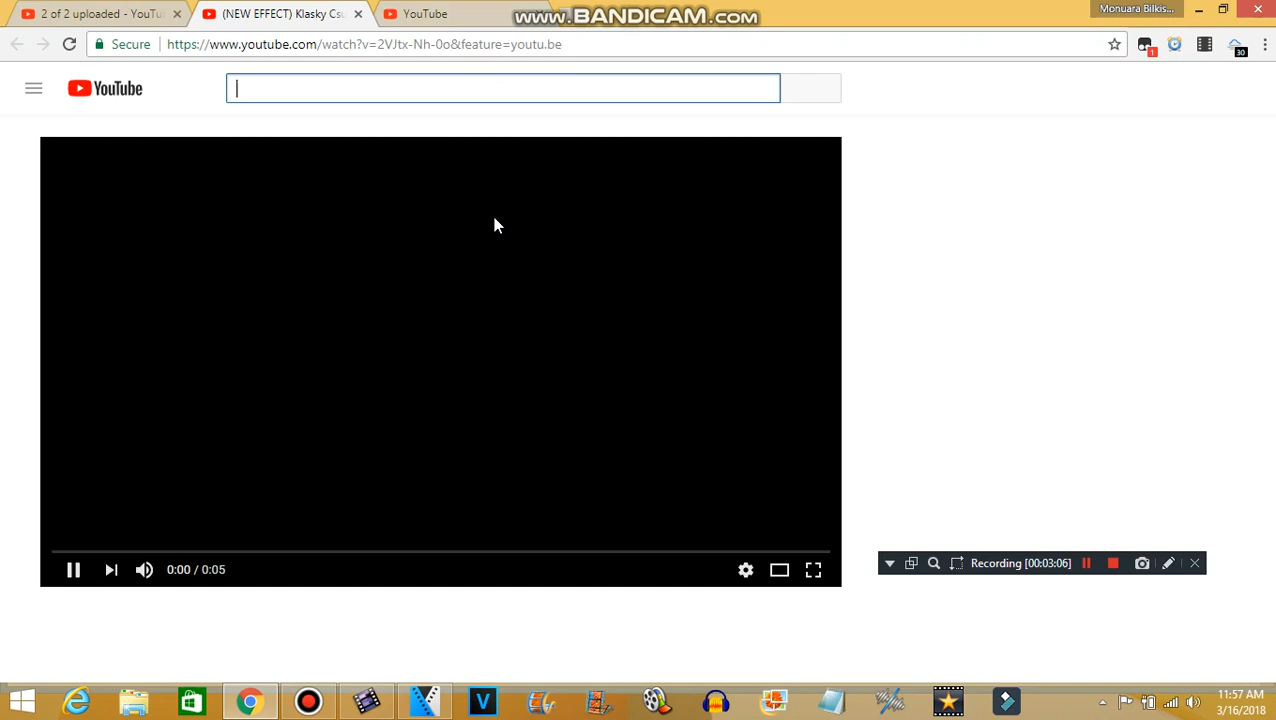 2 of 2 uploaded - YouTu
(NEW EFFECT) Klasky Csu
YouTube
www.BANDICAM.com
Monuara Bilkis...
Secure
https://www.youtube.com/watch?v=2VJtx-Nh-0o&feature=youtu.be
1
30
YouTube
0:00 / 0:05
Recording [00:03:06]
11:57 AM
3/16/2018